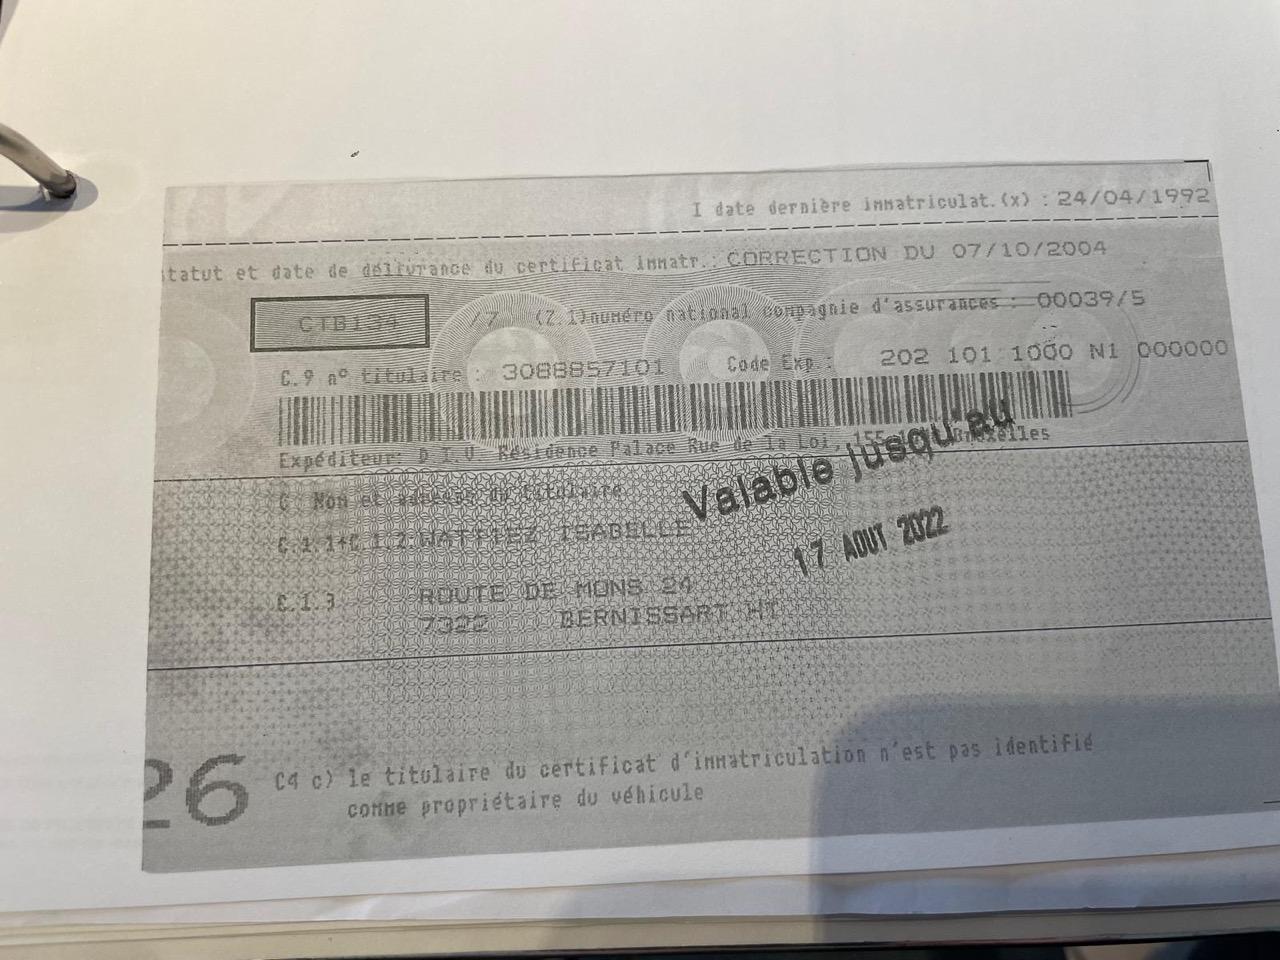 I date dernière immatriculat.(x) : 24/04/1992
tatut et date de délivrance du certificat immatr.: CORRECTION DU 07/10/2004
CTB134 /7 (Z.1)numéro national compagnie d'assurances : 00039/5
C.9 n° titulaire : 3088857101 Code Exp : 202 101 1000 N1 000000
Expéditeur: D.I.V. Résidence Palace Rue de la Loi, 155 Bruxelles
Valable jusqu'au
17 AOUT 2022
C Nom et adresse du titulaire
C.1.1+C.1.2:WATTIEZ ISABELLE
C.1.3 ROUTE DE MONS 24
7322 BERNISSART HT
26 C4 c) le titulaire du certificat d'immatriculation n'est pas identifié
comme propriétaire du véhicule